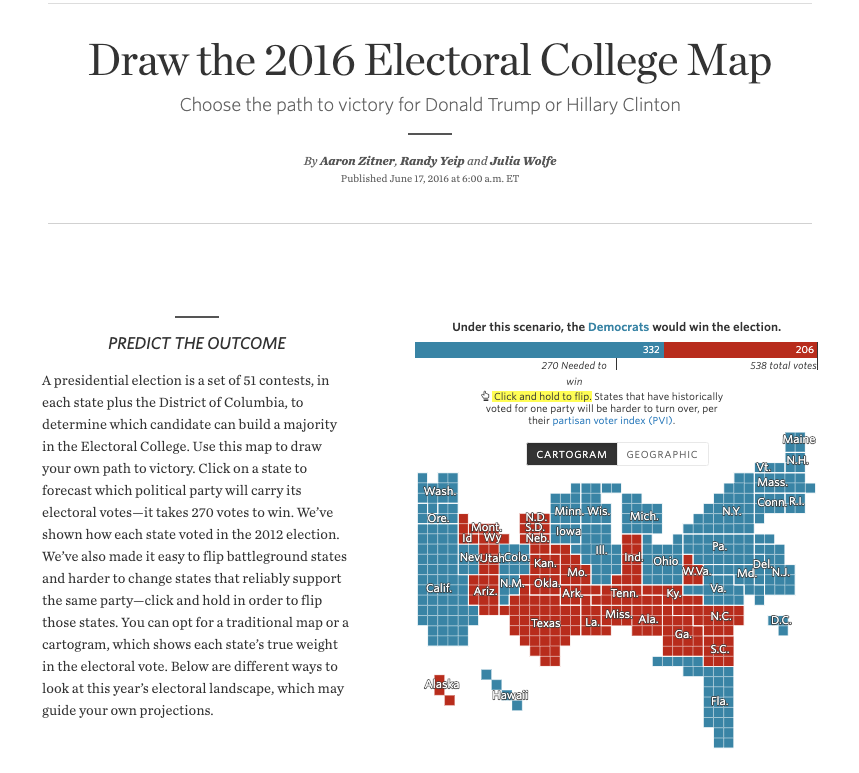 Draw the 2016 Electoral College Map
Choose the path to victory for Donald Trump or Hillary Clinton
By Aaron Zitner, Randy Yeip and Julia Wolfe
Published June 17, 2016 at 6:00 a.m. ET
PREDICT THE OUTCOME
A presidential election is a set of 51 contests, in
each state plus the District of Columbia, to
determine which candidate can build a majority
in the Electoral College. Use this map to draw
your own path to victory. Click on a state to
forecast which political party will carry its
electoral votes—it takes 270 votes to win. We've
shown how each state voted in the 2012 election.
We've also made it easy to flip battleground states
and harder to change states that reliably support
the same party—click and hold in order to flip
those states. You can opt for a traditional map or a
cartogram, which shows each state's true weight
in the electoral vote. Below are different ways to
look at this year's electoral landscape, which may
guide your own projections.
Under this scenario, the Democrats would win the election.
332 206
270 Needed to 538 total votes
win
Click and hold to flip. States that have historically
voted for one party will be harder to turn over, per
their partisan voter index (PVI).
CARTOGRAM GEOGRAPHIC
Maine
N.H.
Vt.
Mass.
Wash.
Conn. R.I.
Ore. N.D. Minn. Wis. Mich. N.Y.
Mont. S.D. Iowa
Id Wy Neb.
Pa.
Nev Utah Colo. Kan. Ill. Ind. Ohio Del.
Mo. W.Va. Md. N.J.
Calif. Ariz. N.M. Okla. Ark. Tenn. Ky. Va.
Texas La. Miss. Ala. N.C. D.C.
Ga.
S.C.
Alaska Hawaii Fla.